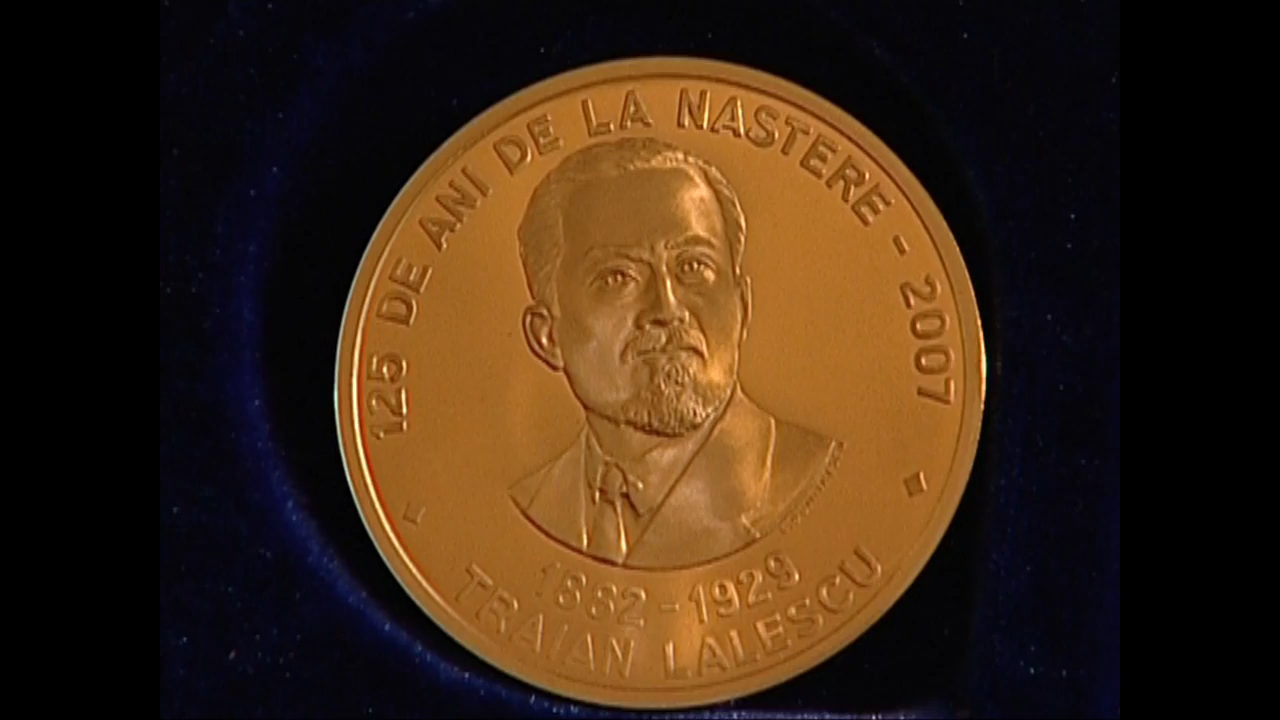 125 DE ANI DE LA NASTERE - 2007
1882-1929
TRAIAN LALESCU